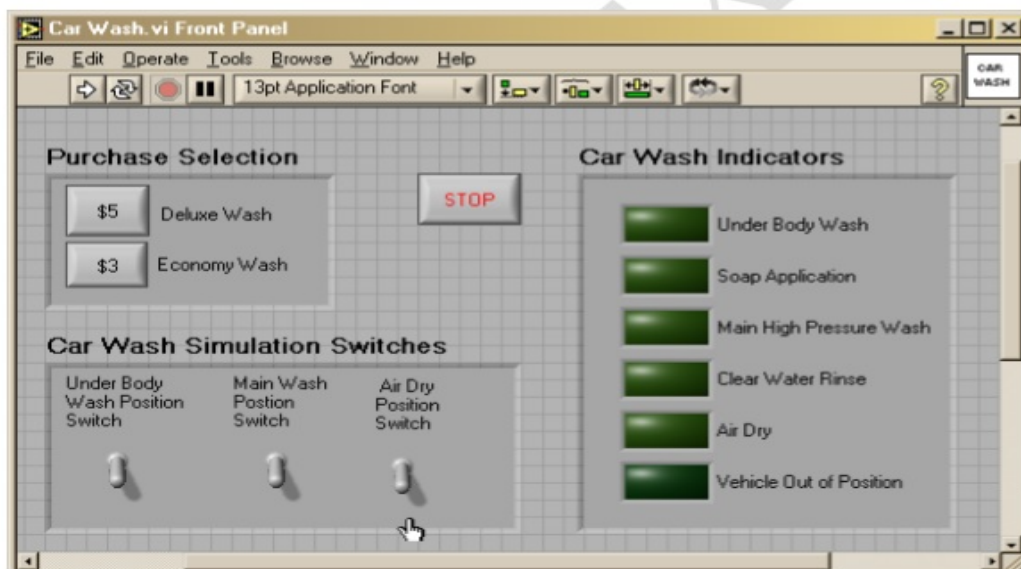 Car Wash.vi Front Panel
File Edit Operate Tools Browse Window Help
13pt Application Font
CAR
WASH
Purchase Selection
$5 Deluxe Wash
$3 Economy Wash
STOP
Car Wash Indicators
Under Body Wash
Soap Application
Main High Pressure Wash
Clear Water Rinse
Air Dry
Vehicle Out of Position
Car Wash Simulation Switches
Under Body
Wash Position
Switch
Main Wash
Postion
Switch
Air Dry
Position
Switch